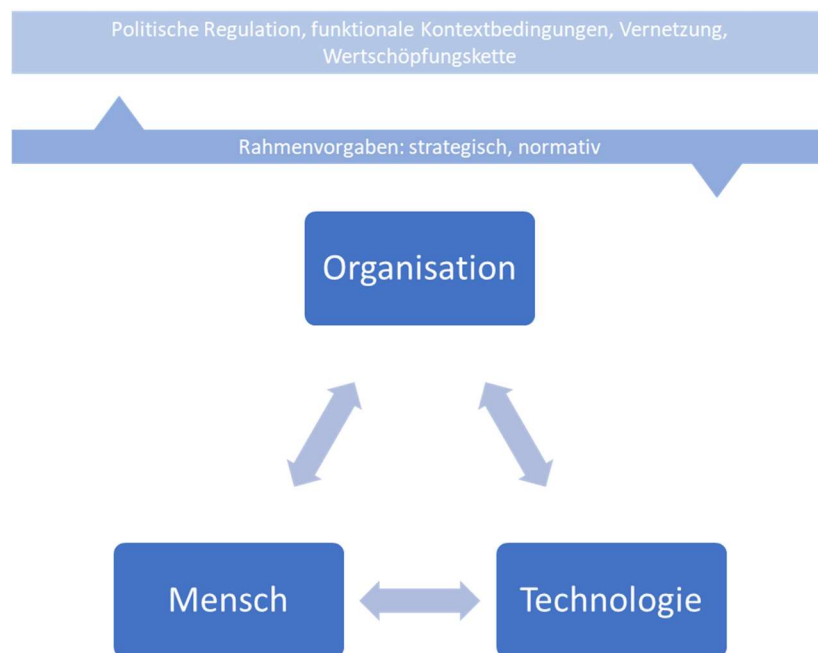 Politische Regulation, funktionale Kontextbedingungen, Vernetzung,
Wertschöpfungskette
Rahmenvorgaben: strategisch, normativ
Organisation
Mensch
Technologie